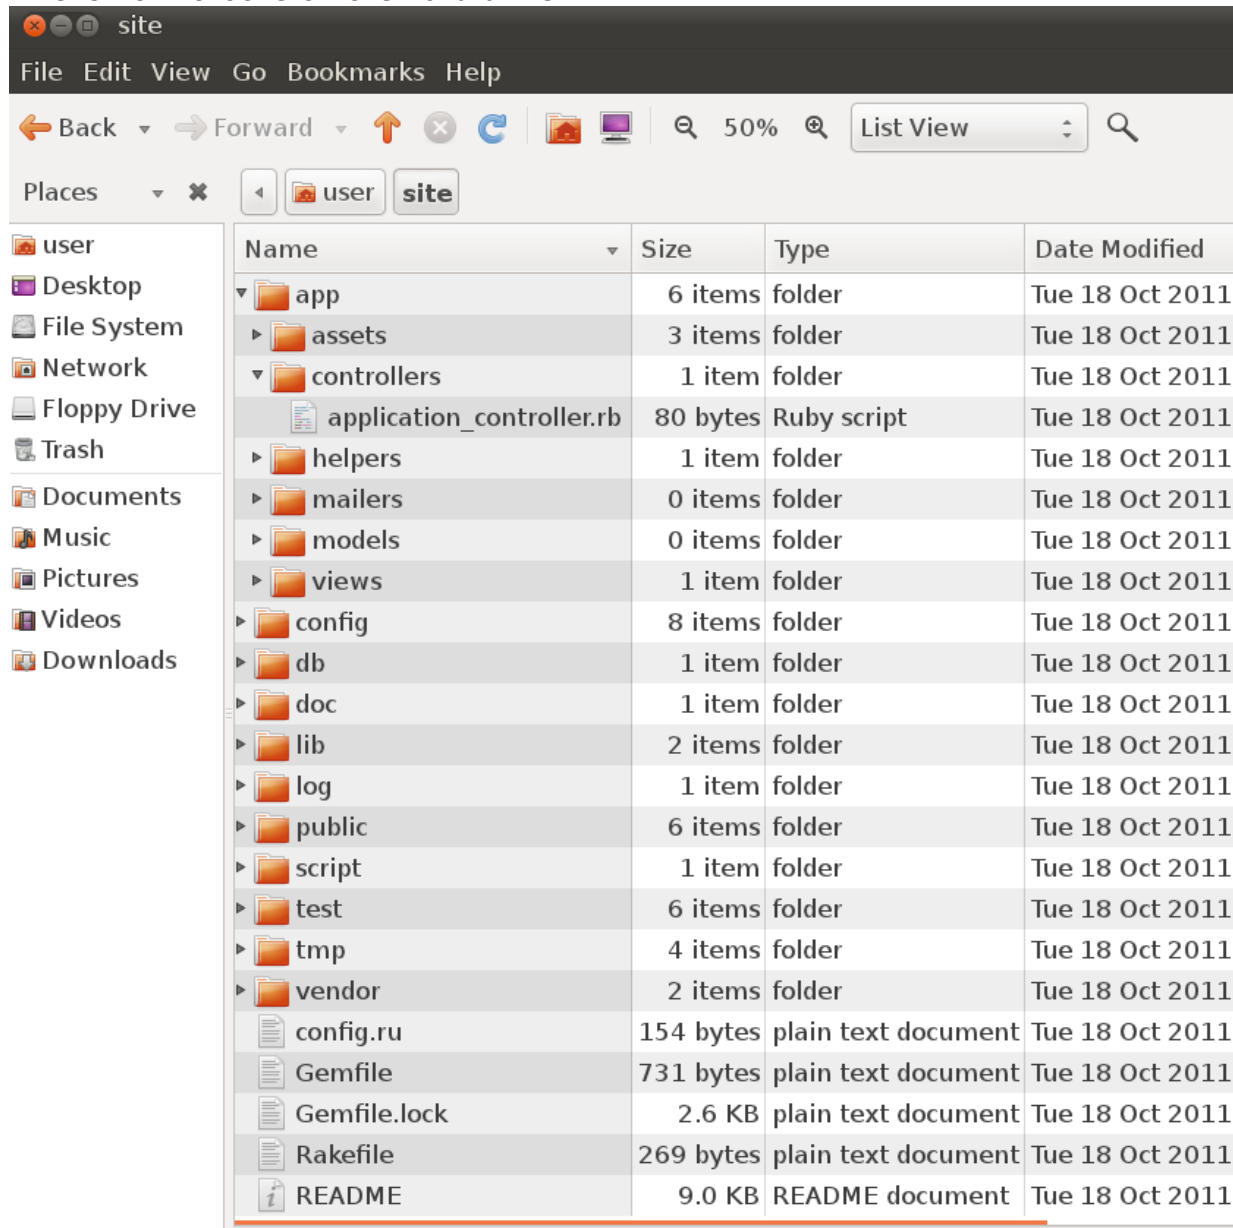 site
File Edit View Go Bookmarks Help
Back Forward 50% List View
Places user site
user
Desktop
File System
Network
Floppy Drive
Trash
Documents
Music
Pictures
Videos
Downloads
Name Size Type Date Modified
app 6 items folder Tue 18 Oct 2011
assets 3 items folder Tue 18 Oct 2011
controllers 1 item folder Tue 18 Oct 2011
application_controller.rb 80 bytes Ruby script Tue 18 Oct 2011
helpers 1 item folder Tue 18 Oct 2011
mailers 0 items folder Tue 18 Oct 2011
models 0 items folder Tue 18 Oct 2011
views 1 item folder Tue 18 Oct 2011
config 8 items folder Tue 18 Oct 2011
db 1 item folder Tue 18 Oct 2011
doc 1 item folder Tue 18 Oct 2011
lib 2 items folder Tue 18 Oct 2011
log 1 item folder Tue 18 Oct 2011
public 6 items folder Tue 18 Oct 2011
script 1 item folder Tue 18 Oct 2011
test 6 items folder Tue 18 Oct 2011
tmp 4 items folder Tue 18 Oct 2011
vendor 2 items folder Tue 18 Oct 2011
config.ru 154 bytes plain text document Tue 18 Oct 2011
Gemfile 731 bytes plain text document Tue 18 Oct 2011
Gemfile.lock 2.6 KB plain text document Tue 18 Oct 2011
Rakefile 269 bytes plain text document Tue 18 Oct 2011
README 9.0 KB README document Tue 18 Oct 2011